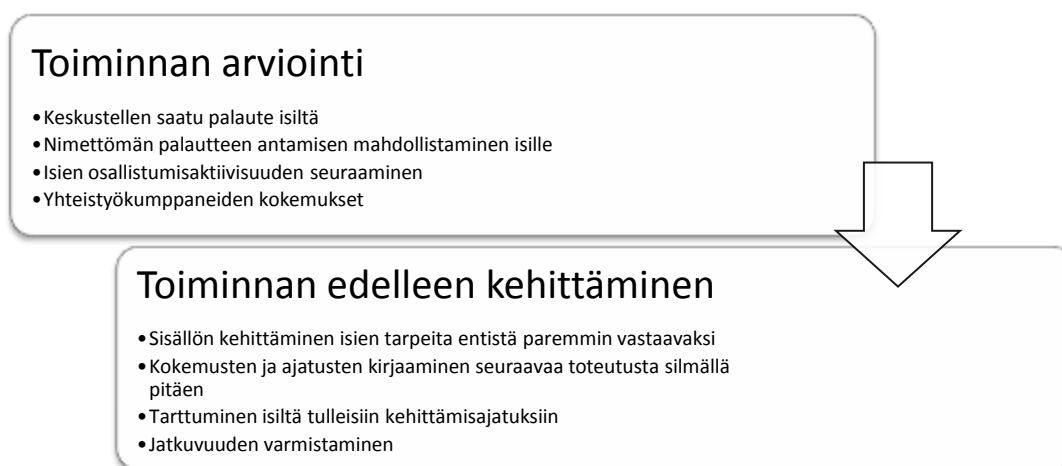 Toiminnan arviointi
•Keskustellen saatu palaute isiltä
•Nimettömän palautteen antamisen mahdollistaminen isille
•Isien osallistumisaktiivisuuden seuraaminen
•Yhteistyökumppaneiden kokemukset
Toiminnan edelleen kehittäminen
•Sisällön kehittäminen isien tarpeita entistä paremmin vastaavaksi
•Kokemusten ja ajatusten kirjaaminen seuraavaa toteutusta silmällä
pitäen
•Tarttuminen isiltä tulleisiin kehittämisajatuksiin
•Jatkuvuuden varmistaminen